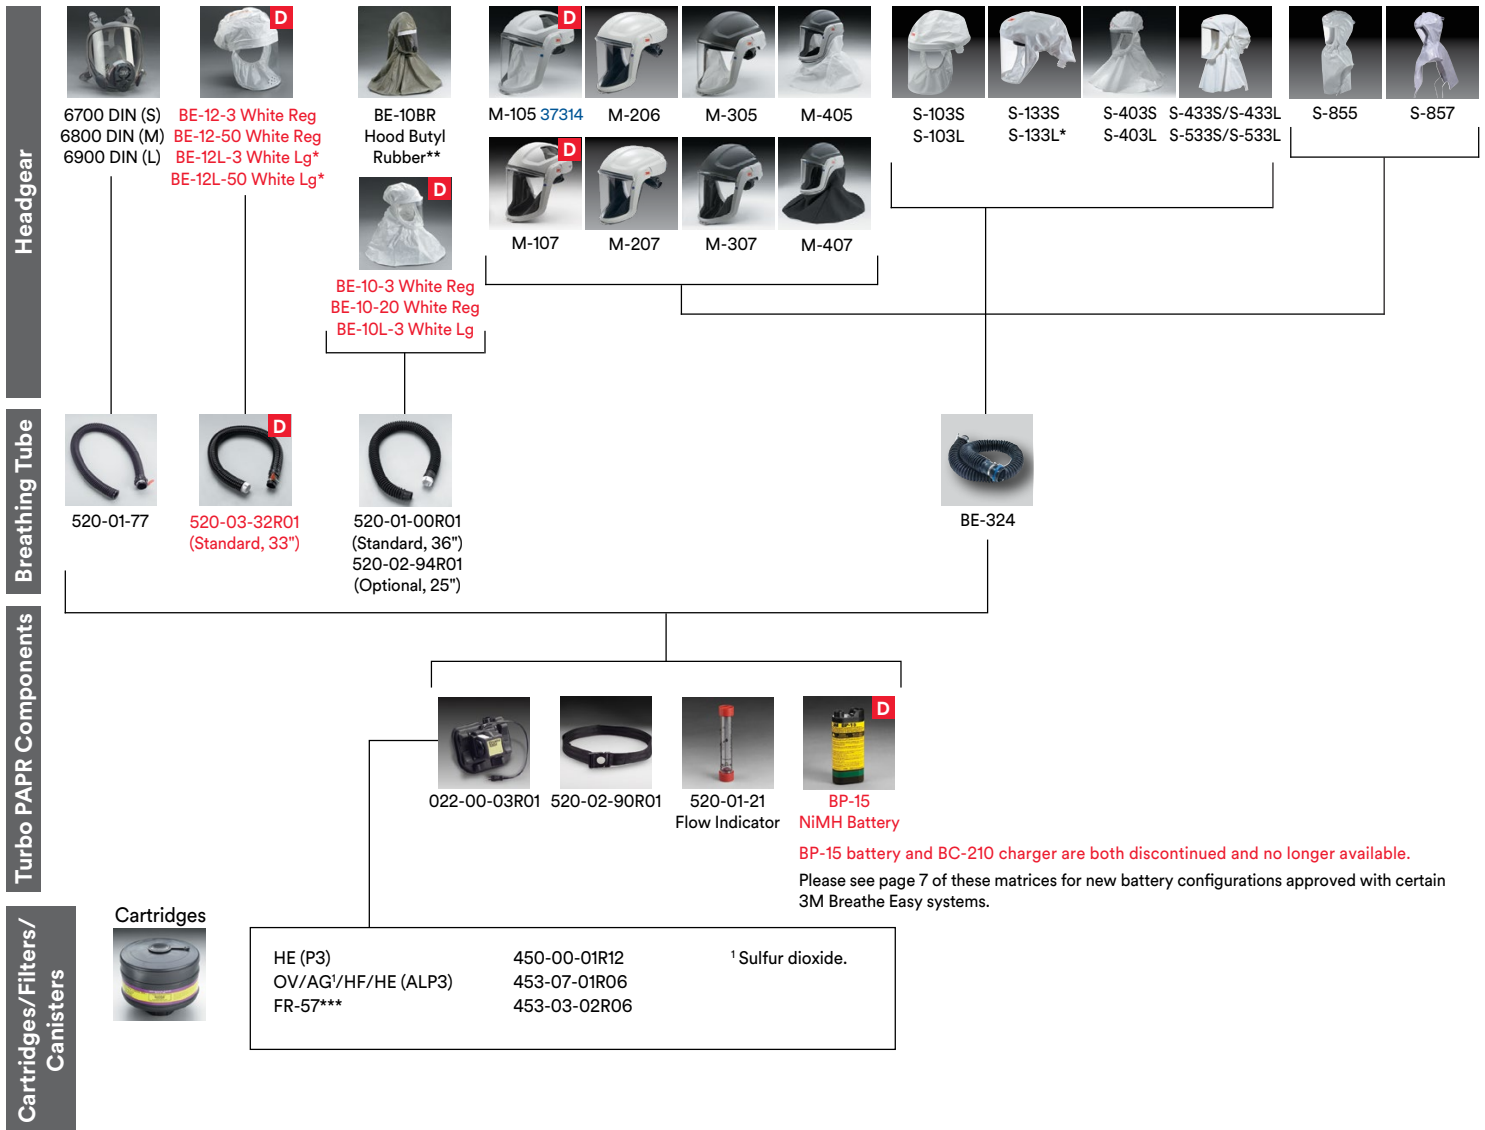 Headgear
D
D
6700 DIN (S)
6800 DIN (M)
6900 DIN (L)
BE-12-3 White Reg
BE-12-50 White Reg
BE-12L-3 White Lg*
BE-12L-50 White Lg*
BE-10BR
Hood Butyl
Rubber**
D
BE-10-3 White Reg
BE-10-20 White Reg
BE-10L-3 White Lg
M-105 37314
M-206
M-305
M-405
D
M-107
M-207
M-307
M-407
S-103S
S-103L
S-133S
S-133L*
S-403S
S-403L
S-433S/S-433L
S-533S/S-533L
S-855
S-857
Breathing Tube
520-01-77
D
520-03-32R01
(Standard, 33")
520-01-00R01
(Standard, 36")
520-02-94R01
(Optional, 25")
BE-324
Turbo PAPR Components
022-00-03R01
520-02-90R01
520-01-21
Flow Indicator
D
BP-15
BP-15
NiMH Battery
BP-15 battery and BC-210 charger are both discontinued and no longer available.
Please see page 7 of these matrices for new battery configurations approved with certain
3M Breathe Easy systems.
Cartridges/Filters/
Canisters
Cartridges
HE (P3) 450-00-01R12 ¹ Sulfur dioxide.
OV/AG¹/HF/HE (ALP3) 453-07-01R06
FR-57*** 453-03-02R06